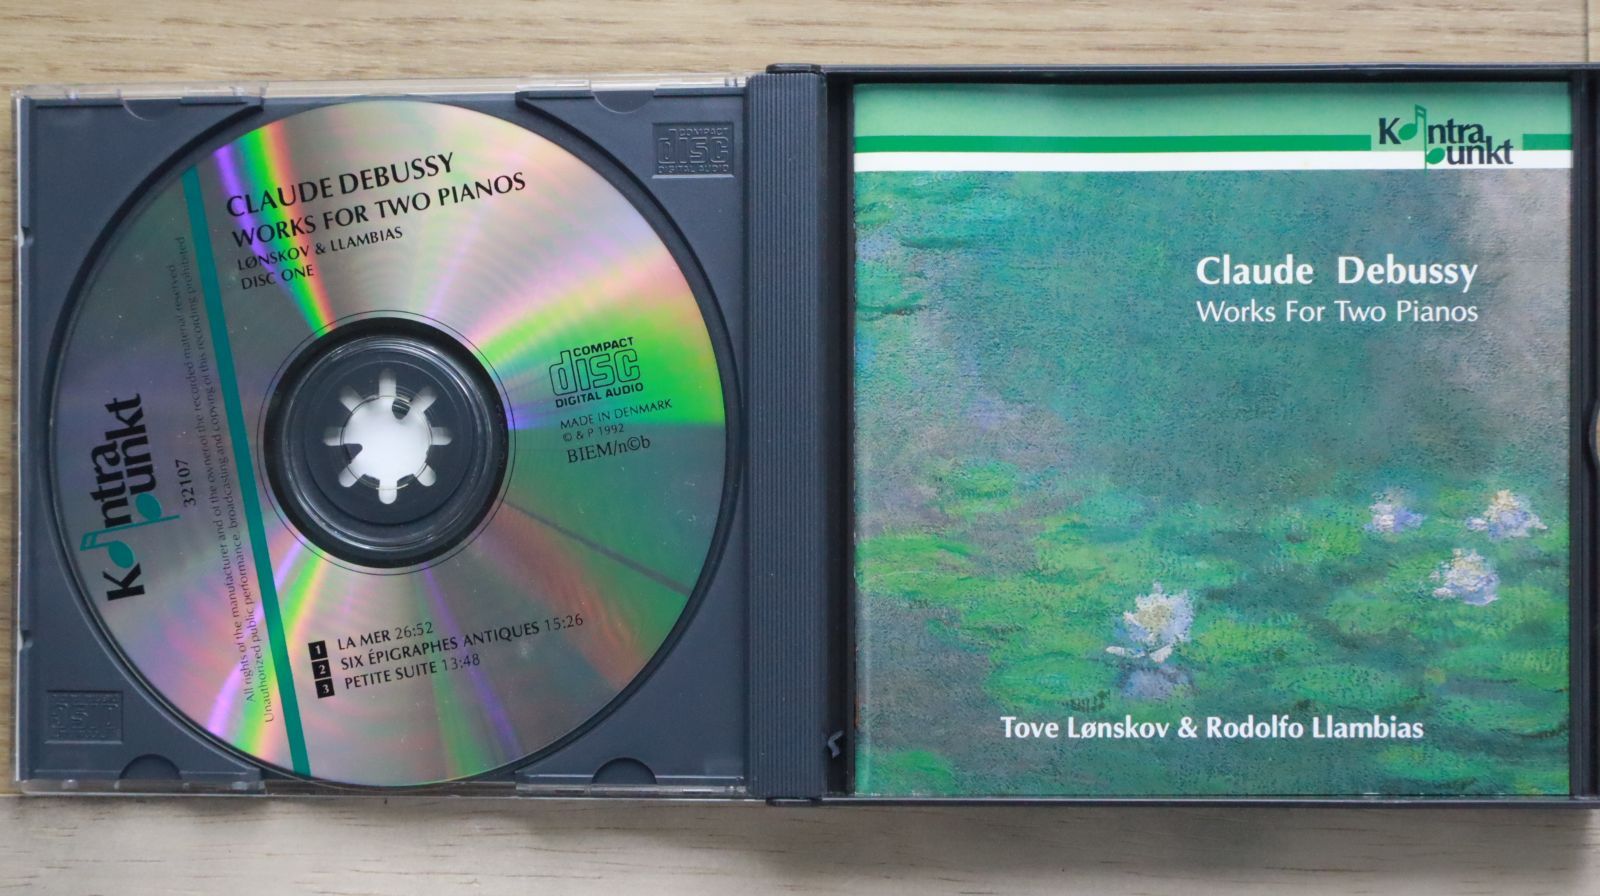 CLAUDE DEBUSSY
WORKS FOR TWO PIANOS
LØNSKOV & LLAMBIAS
DISC ONE
COMPACT
disc
DIGITAL AUDIO
MADE IN DENMARK
© & P 1992
BIEM/n©b
1 LA MER 26:52
2 SIX ÉPIGRAPHES ANTIQUES 15:26
3 PETITE SUITE 13:48
Kontra
punkt
32107
All rights of the manufacturer and of the owner of the recorded material reserved
Unauthorized public performance, broadcasting and copying of this recording prohibited
COMPACT
disc
DIGITAL AUDIO
Kontra
punkt
Claude Debussy
Works For Two Pianos
Tove Lønskov & Rodolfo Llambias